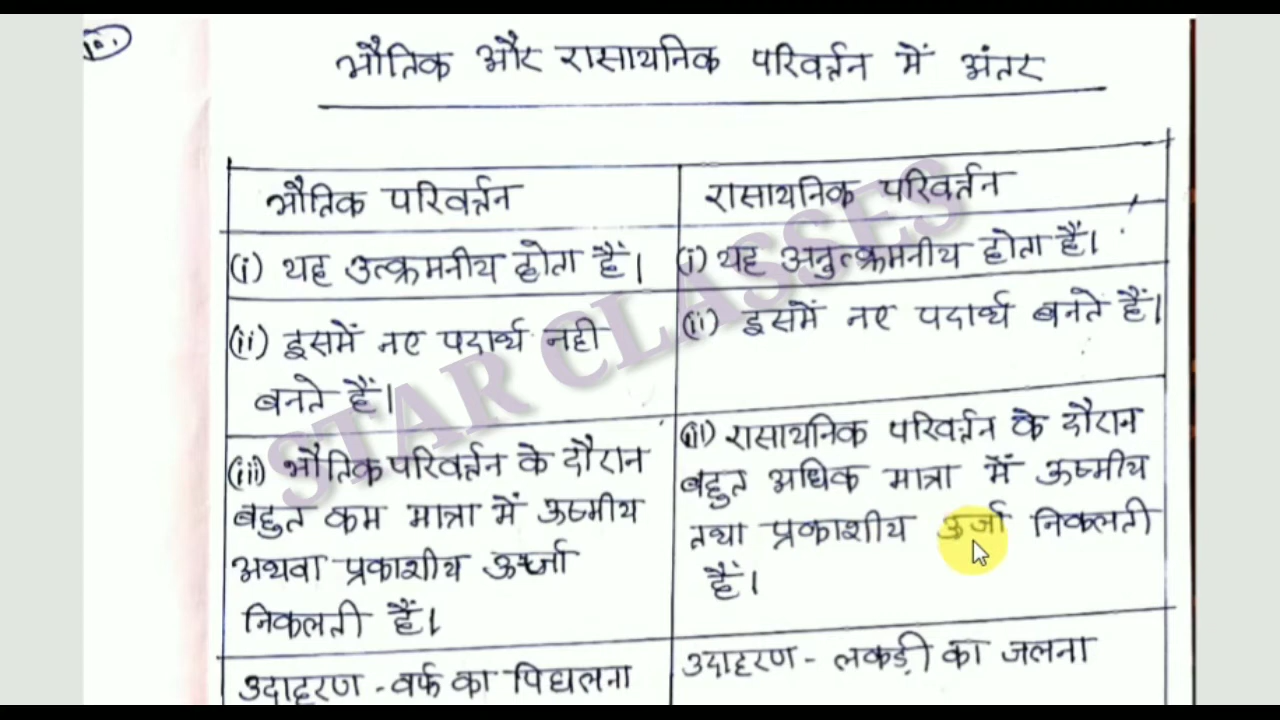 भौतिक और रासायनिक परिवर्त्तन में अंतर
भौतिक परिवर्त्तन
रासायनिक परिवर्त्तन
(i) यह उत्क्रमनीय होता हैं।
(i) यह अनुत्क्रमनीय होता हैं।
(ii) इसमें नए पदार्थ नही
बनते हैं।
(ii) इसमें नए पदार्थ बनते हैं।
(iii) भौतिक परिवर्त्तन के दौरान
बहुत कम मात्रा में ऊष्मीय
अथवा प्रकाशीय ऊर्जा
निकलती हैं।
(iii) रासायनिक परिवर्त्तन के दौरान
बहुत अधिक मात्रा में ऊष्मीय
तथा प्रकाशीय ऊर्जा निकलती
हैं।
उदाहरण - वर्फ का पिघलना
उदाहरण - लकड़ी का जलना
STAR CLASSES